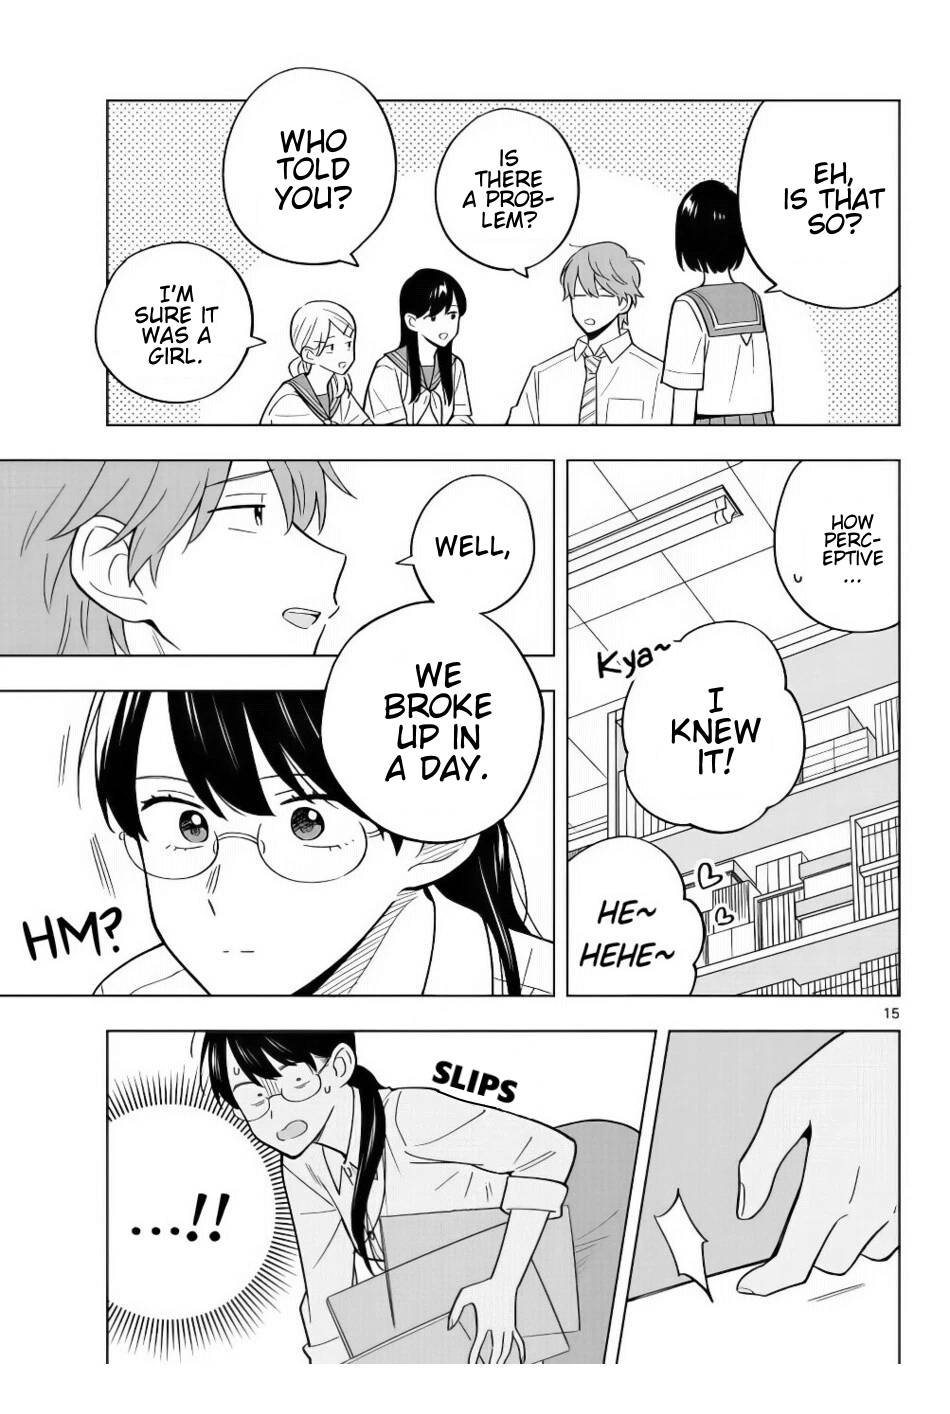 EH,
IS THAT
SO?
IS
THERE
A PROB-
LEM?
WHO
TOLD
YOU?
I'M
SURE IT
WAS A
GIRL.
HOW
PERC-
EPTIVE
...
Kya~
I
KNEW
IT!
HE~
HEHE~
WELL,
WE
BROKE
UP IN
A DAY.
HM?
15
SLIPS
...!!